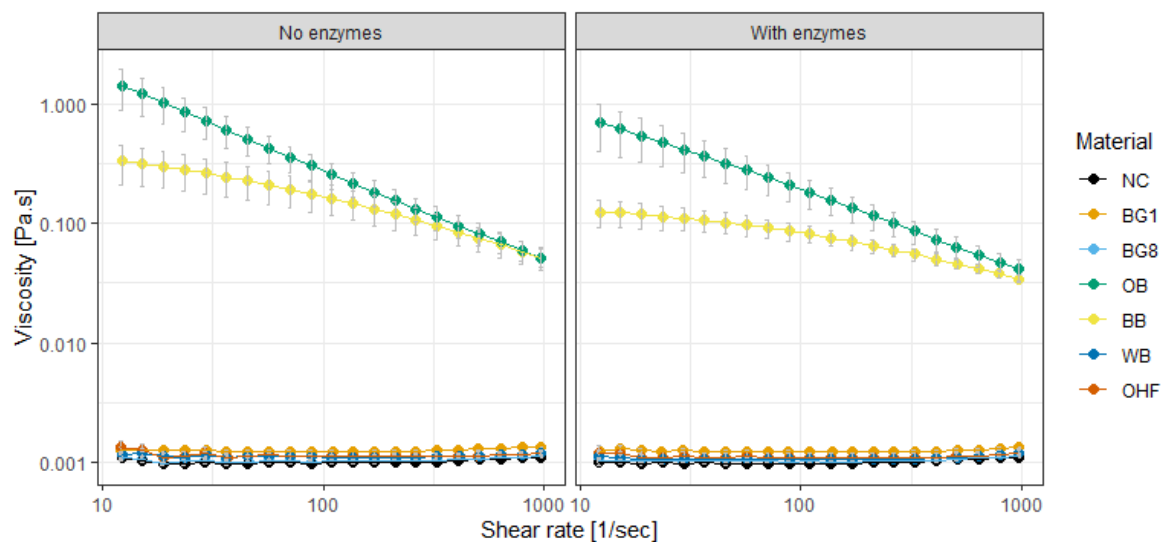 No enzymes
With enzymes
Viscosity [Pa.s]
1.000
0.100
0.010
0.001
10
100
1000
10
100
1000
Shear rate [1/sec]
Material
NC
BG1
BG8
OB
BB
WB
OHF